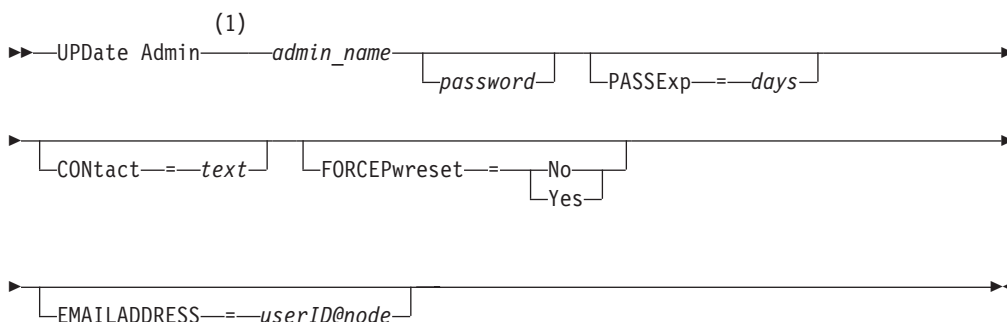 (1)
UPDate Admin admin_name
password PASSExp = days
CONtact = text FORCEPwreset = No
Yes
EMAILADDRESS = userID@node